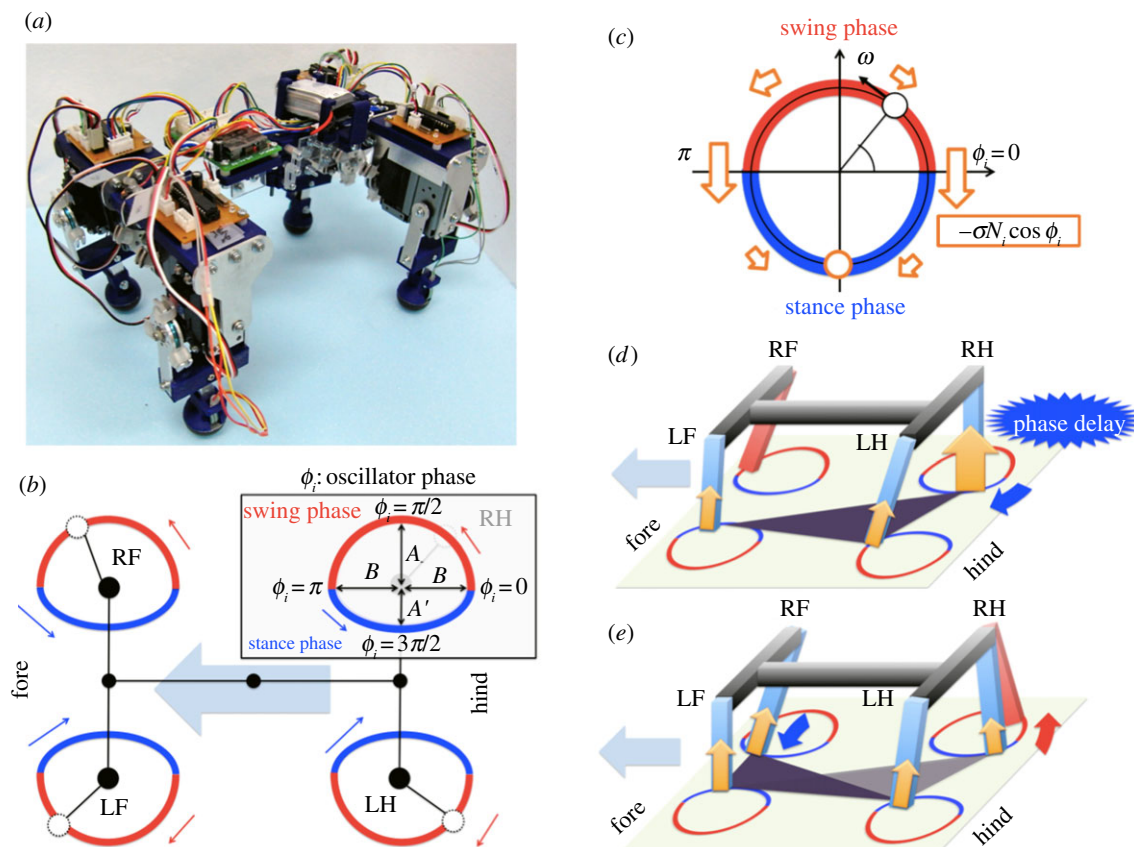 (a)
(b)
ϕi: oscillator phase
swing phase
ϕi = π/2
RH
RF
A
ϕi = π
B
B
ϕi = 0
A'
stance phase
ϕi = 3π/2
fore
hind
LF
LH
(c)
swing phase
ω
π
ϕi = 0
−σNi cos ϕi
stance phase
(d)
RF
RH
phase delay
LF
LH
fore
hind
(e)
RF
RH
LF
LH
fore
hind